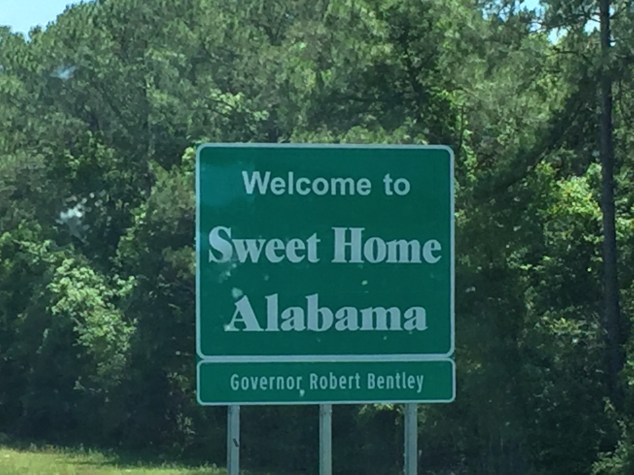 Welcome to
Sweet Home
Alabama
Governor Robert Bentley